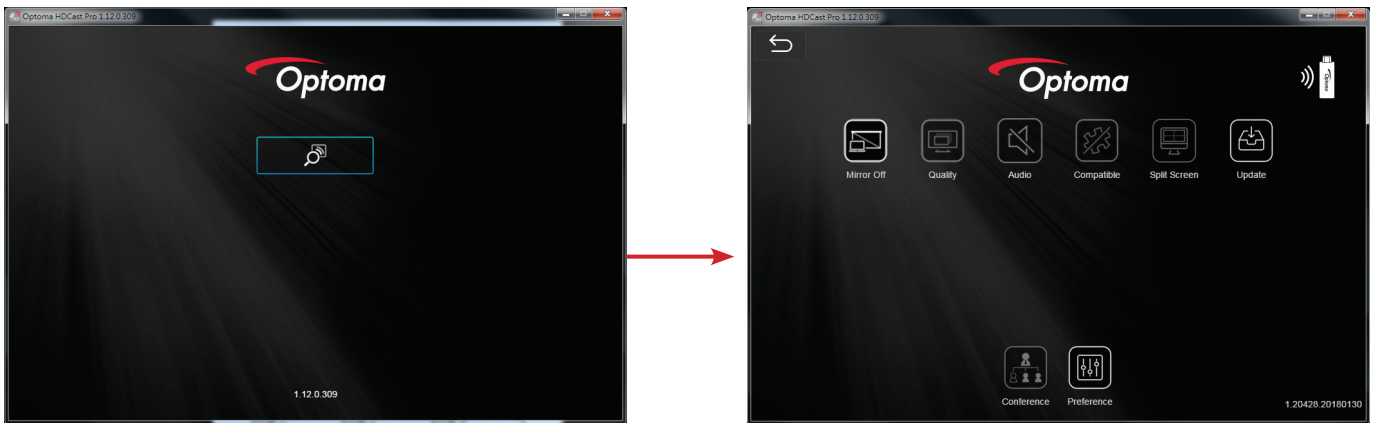 Optoma HDCast Pro 1.12.0.309
Optoma
1.12.0.309
Optoma HDCast Pro 1.12.0.309
Optoma
Optoma
Mirror Off
Quality
Audio
Compatible
Split Screen
Update
Conference
Preference
1.20428.20180130